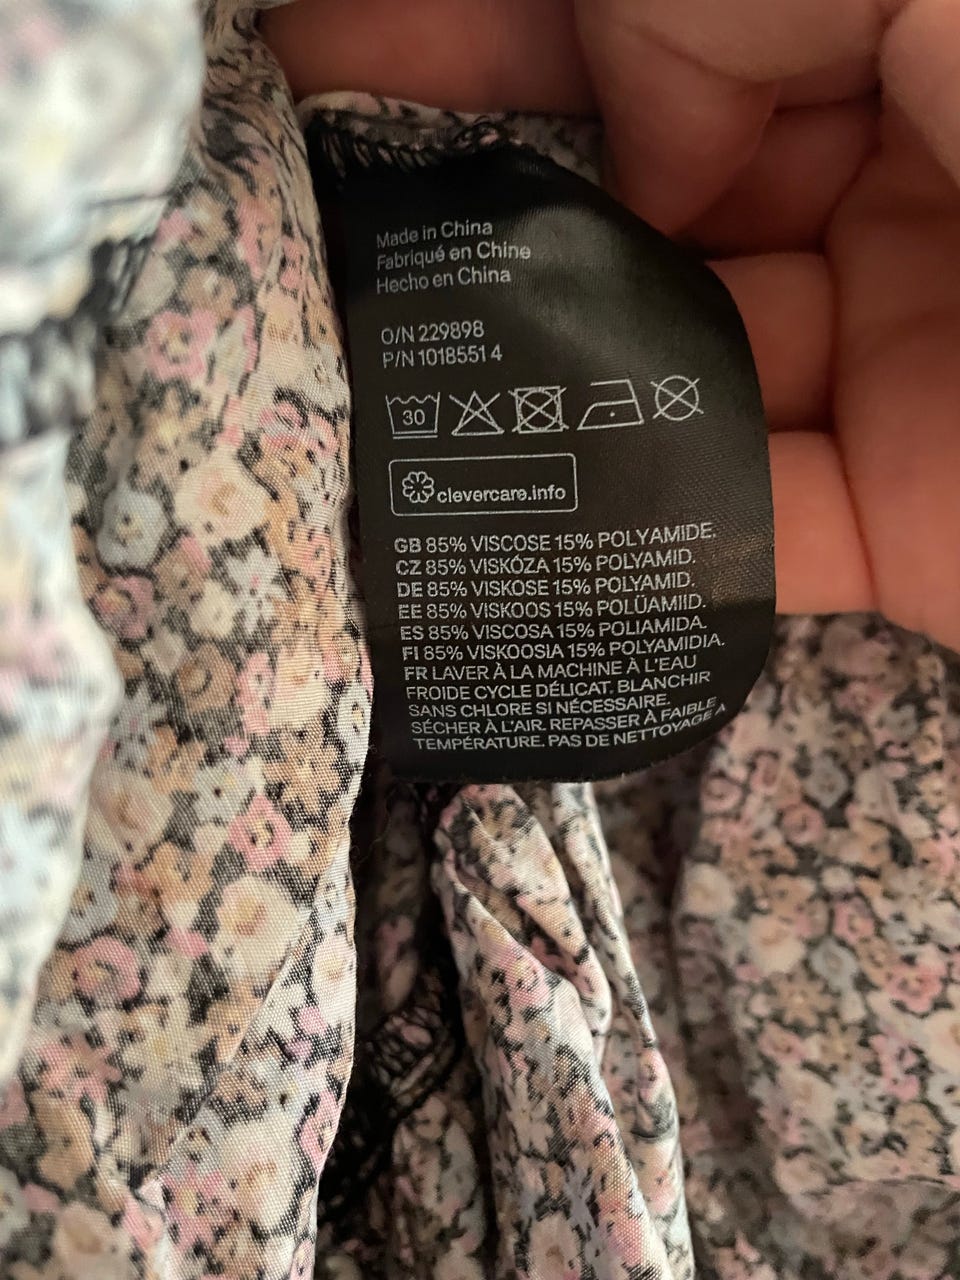 Made in China
Fabriqué en Chine
Hecho en China
O/N 229898
P/N 1018551 4
30
clevercare.info
GB 85% VISCOSE 15% POLYAMIDE.
CZ 85% VISKÓZA 15% POLYAMID.
DE 85% VISKOSE 15% POLYAMID.
EE 85% VISKOOS 15% POLÜAMIID.
ES 85% VISCOSA 15% POLIAMIDA.
FI 85% VISKOOSIA 15% POLYAMIDIA.
FR LAVER À LA MACHINE À L'EAU
FROIDE CYCLE DÉLICAT. BLANCHIR
SANS CHLORE SI NÉCESSAIRE.
SÉCHER À L'AIR. REPASSER À FAIBLE
TEMPÉRATURE. PAS DE NETTOYAGE A